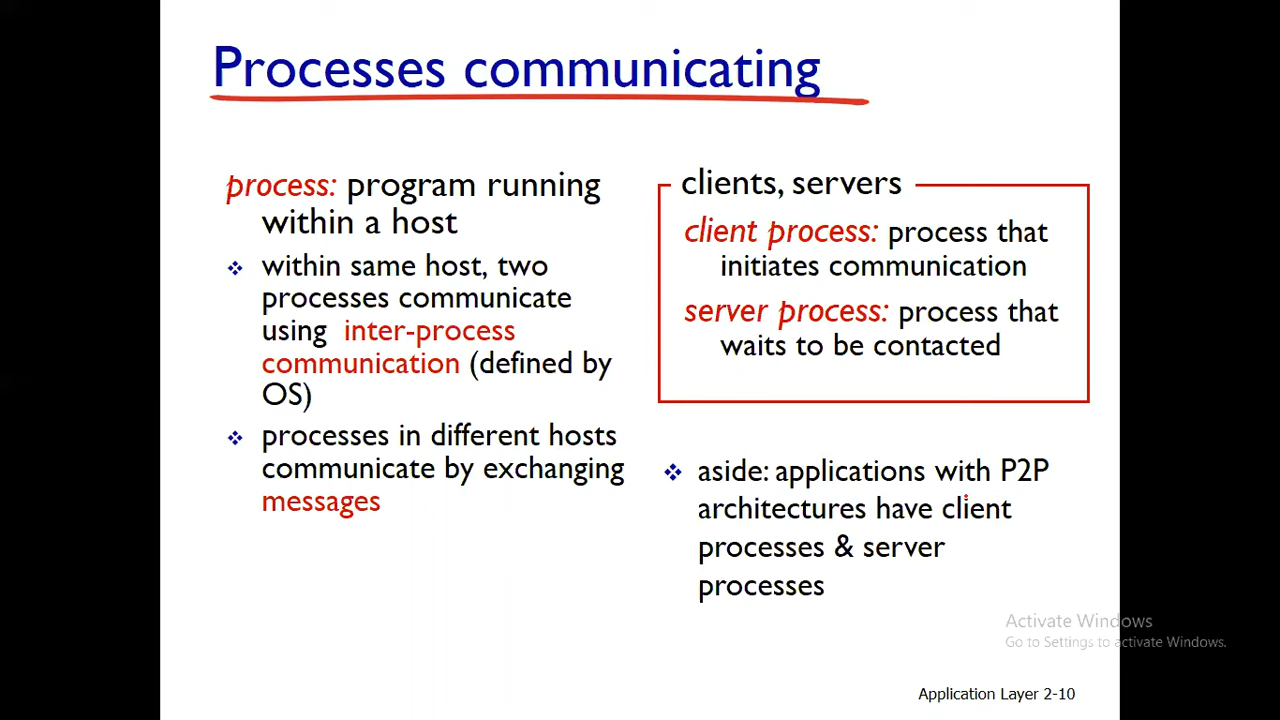 Processes communicating
process: program running
within a host
within same host, two
processes communicate
using inter-process
communication (defined by
OS)
processes in different hosts
communicate by exchanging
messages
clients, servers
client process: process that
initiates communication
server process: process that
waits to be contacted
aside: applications with P2P
architectures have client
processes & server
processes
Activate Windows
Go to Settings to activate Windows.
Application Layer 2-10